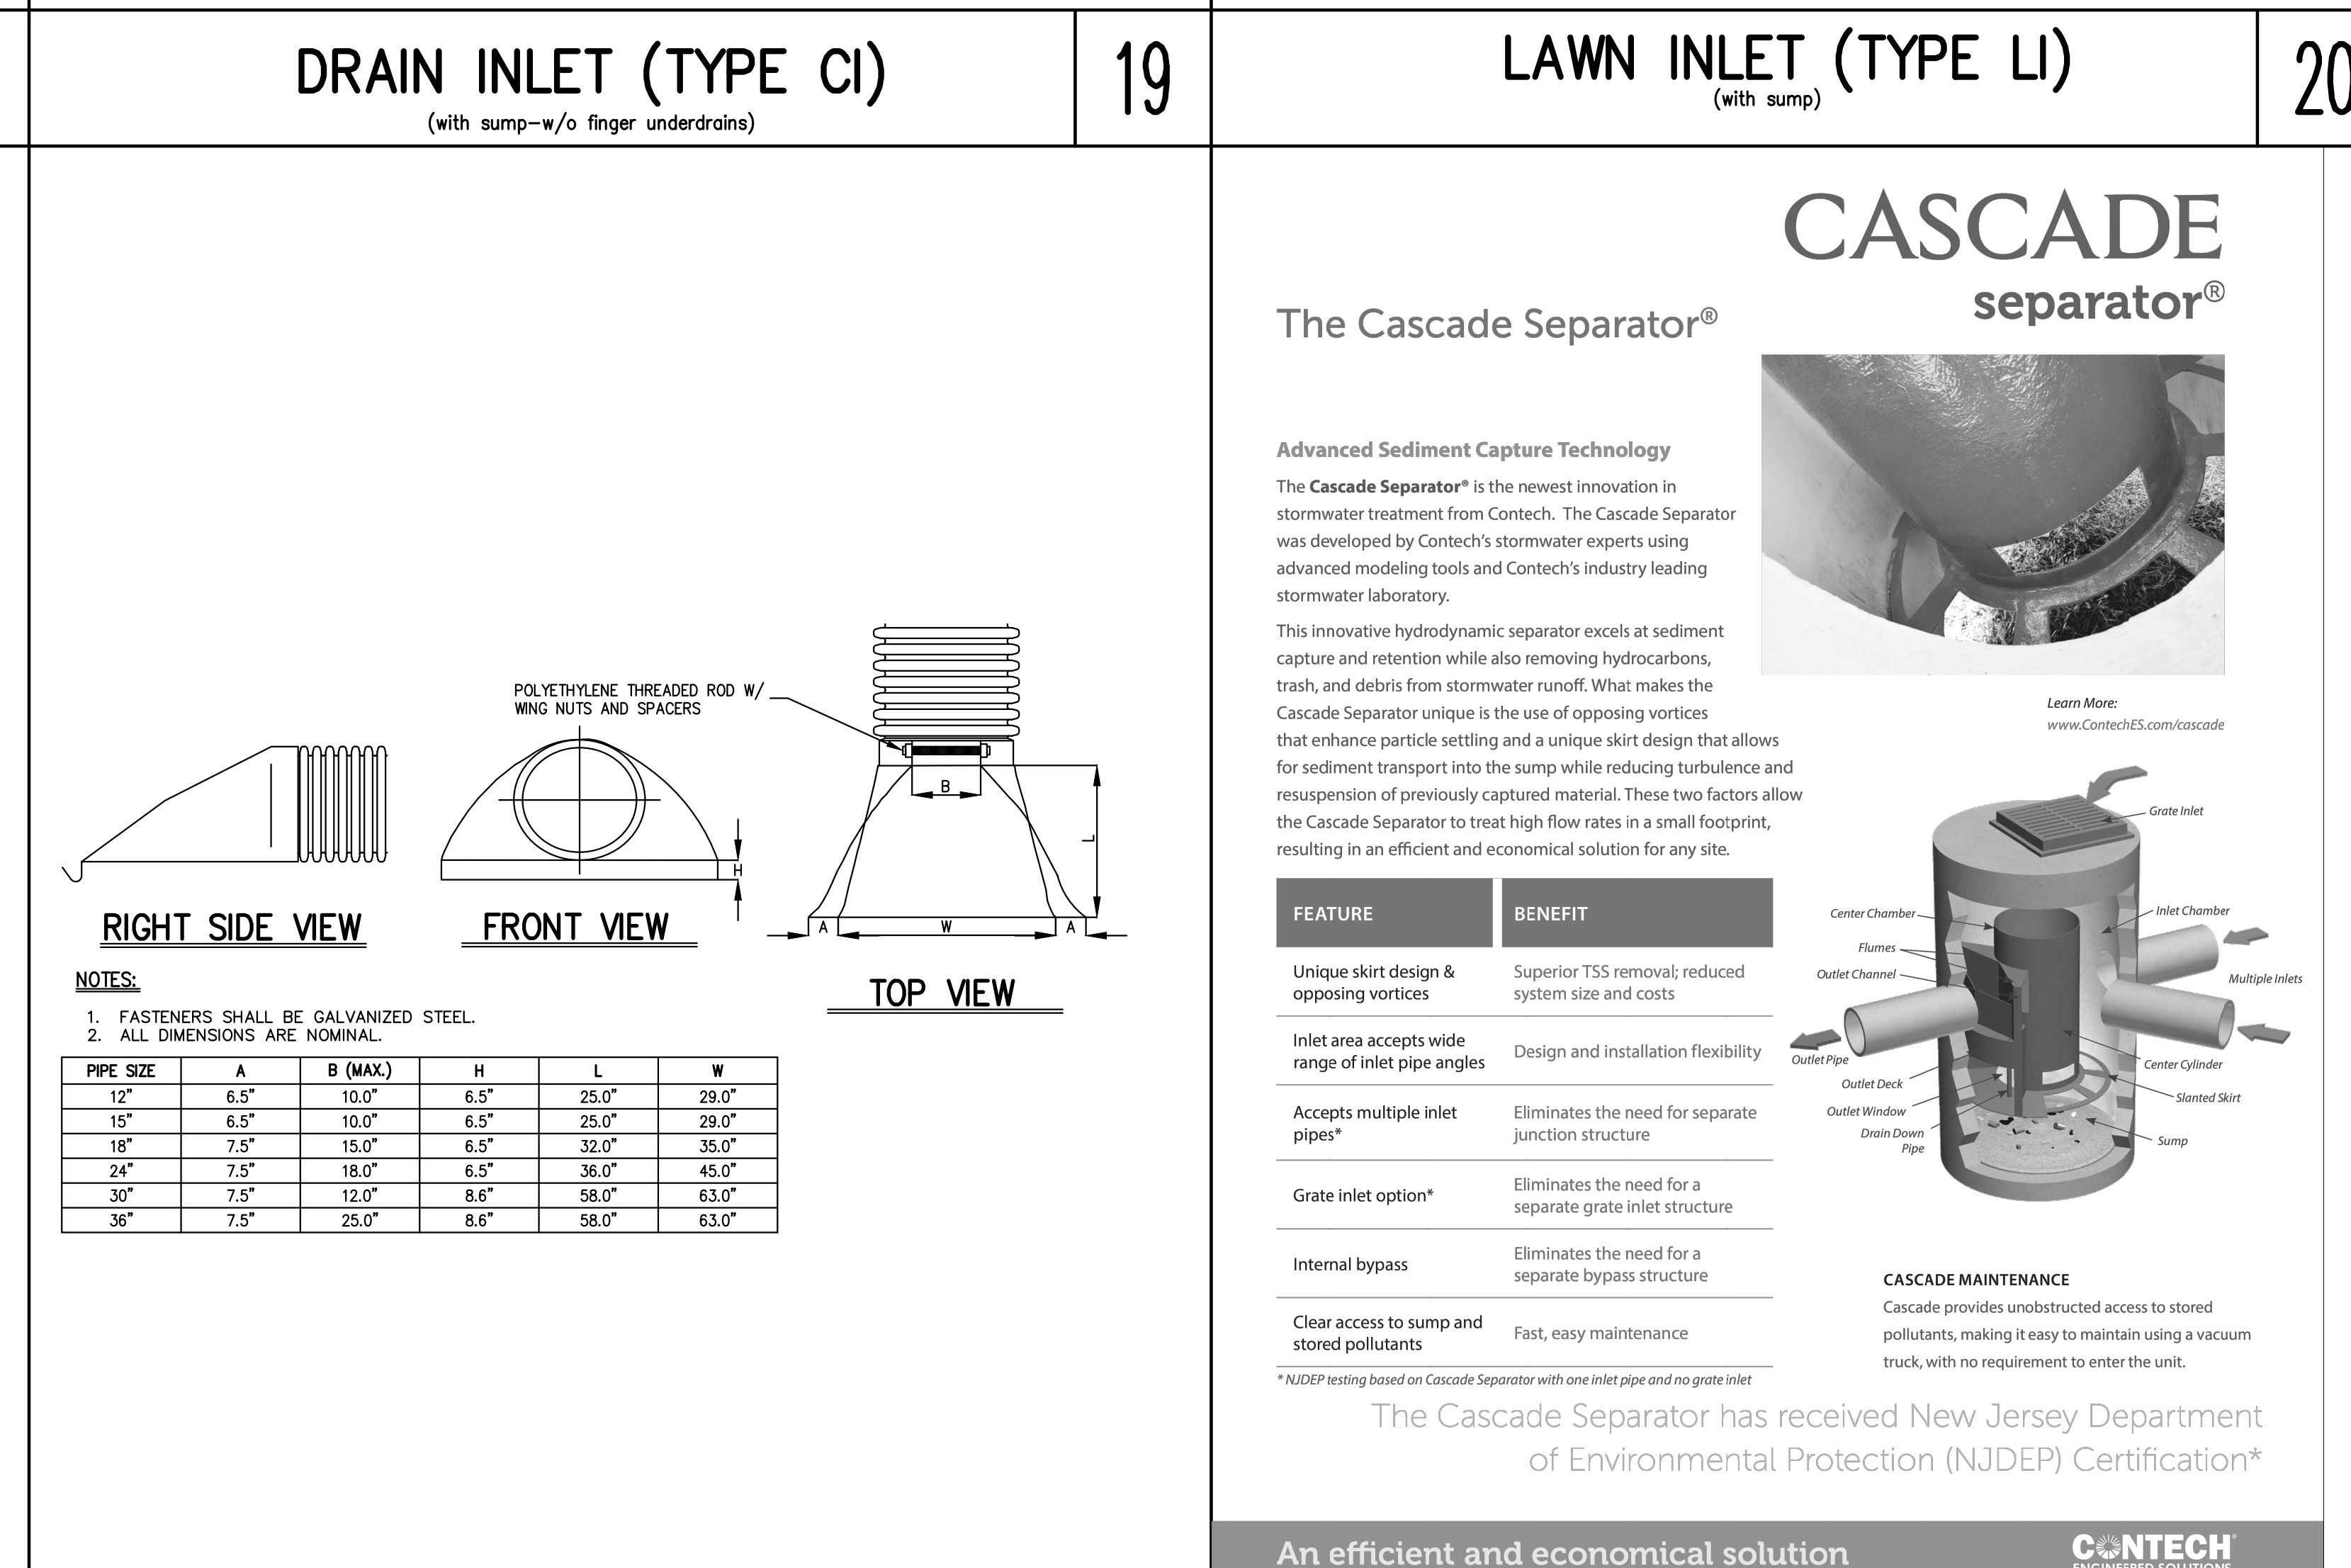 DRAIN INLET (TYPE CI)
(with sump-w/o finger underdrains)
19
LAWN INLET (TYPE LI)
(with sump)
20
POLYETHYLENE THREADED ROD W/
WING NUTS AND SPACERS
B
L
H
A
W
A
RIGHT SIDE VIEW
FRONT VIEW
TOP VIEW
NOTES:
1. FASTENERS SHALL BE GALVANIZED STEEL.
2. ALL DIMENSIONS ARE NOMINAL.
PIPE SIZE A B (MAX.) H L W
12" 6.5" 10.0" 6.5" 25.0" 29.0"
15" 6.5" 10.0" 6.5" 25.0" 29.0"
18" 7.5" 15.0" 6.5" 32.0" 35.0"
24" 7.5" 18.0" 6.5" 36.0" 45.0"
30" 7.5" 12.0" 8.6" 58.0" 63.0"
36" 7.5" 25.0" 8.6" 58.0" 63.0"
CASCADE
separator®
The Cascade Separator®
Advanced Sediment Capture Technology
The Cascade Separator® is the newest innovation in
stormwater treatment from Contech. The Cascade Separator
was developed by Contech's stormwater experts using
advanced modeling tools and Contech's industry leading
stormwater laboratory.
This innovative hydrodynamic separator excels at sediment
capture and retention while also removing hydrocarbons,
trash, and debris from stormwater runoff. What makes the
Cascade Separator unique is the use of opposing vortices
that enhance particle settling and a unique skirt design that allows
for sediment transport into the sump while reducing turbulence and
resuspension of previously captured material. These two factors allow
the Cascade Separator to treat high flow rates in a small footprint,
resulting in an efficient and economical solution for any site.
Learn More:
www.ContechES.com/cascade
FEATURE BENEFIT
Unique skirt design &
opposing vortices
Superior TSS removal; reduced
system size and costs
Inlet area accepts wide
range of inlet pipe angles
Design and installation flexibility
Accepts multiple inlet
pipes*
Eliminates the need for separate
junction structure
Grate inlet option*
Eliminates the need for a
separate grate inlet structure
Internal bypass
Eliminates the need for a
separate bypass structure
Clear access to sump and
stored pollutants
Fast, easy maintenance
* NJDEP testing based on Cascade Separator with one inlet pipe and no grate inlet
Grate Inlet
Center Chamber
Inlet Chamber
Flumes
Outlet Channel
Multiple Inlets
Outlet Pipe
Center Cylinder
Outlet Deck
Slanted Skirt
Outlet Window
Drain Down
Pipe
Sump
CASCADE MAINTENANCE
Cascade provides unobstructed access to stored
pollutants, making it easy to maintain using a vacuum
truck, with no requirement to enter the unit.
The Cascade Separator has received New Jersey Department
of Environmental Protection (NJDEP) Certification*
An efficient and economical solution
CONTECH®
ENGINEERED SOLUTIONS